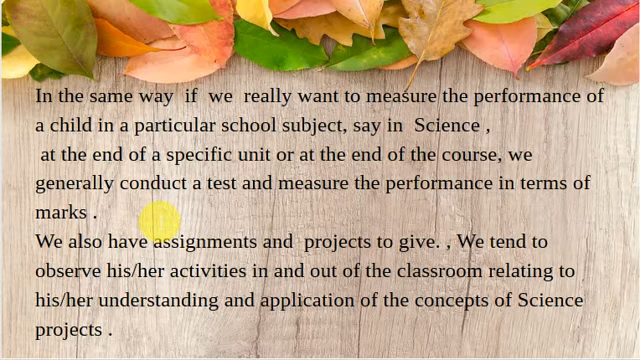 In the same way  if  we  really want to measure the performance of
a child in a particular school subject, say in  Science ,
 at the end of a specific unit or at the end of the course, we
generally conduct a test and measure the performance in terms of
marks .
We also have assignments and  projects to give. , We tend to
observe his/her activities in and out of the classroom relating to
his/her understanding and application of the concepts of Science
projects .